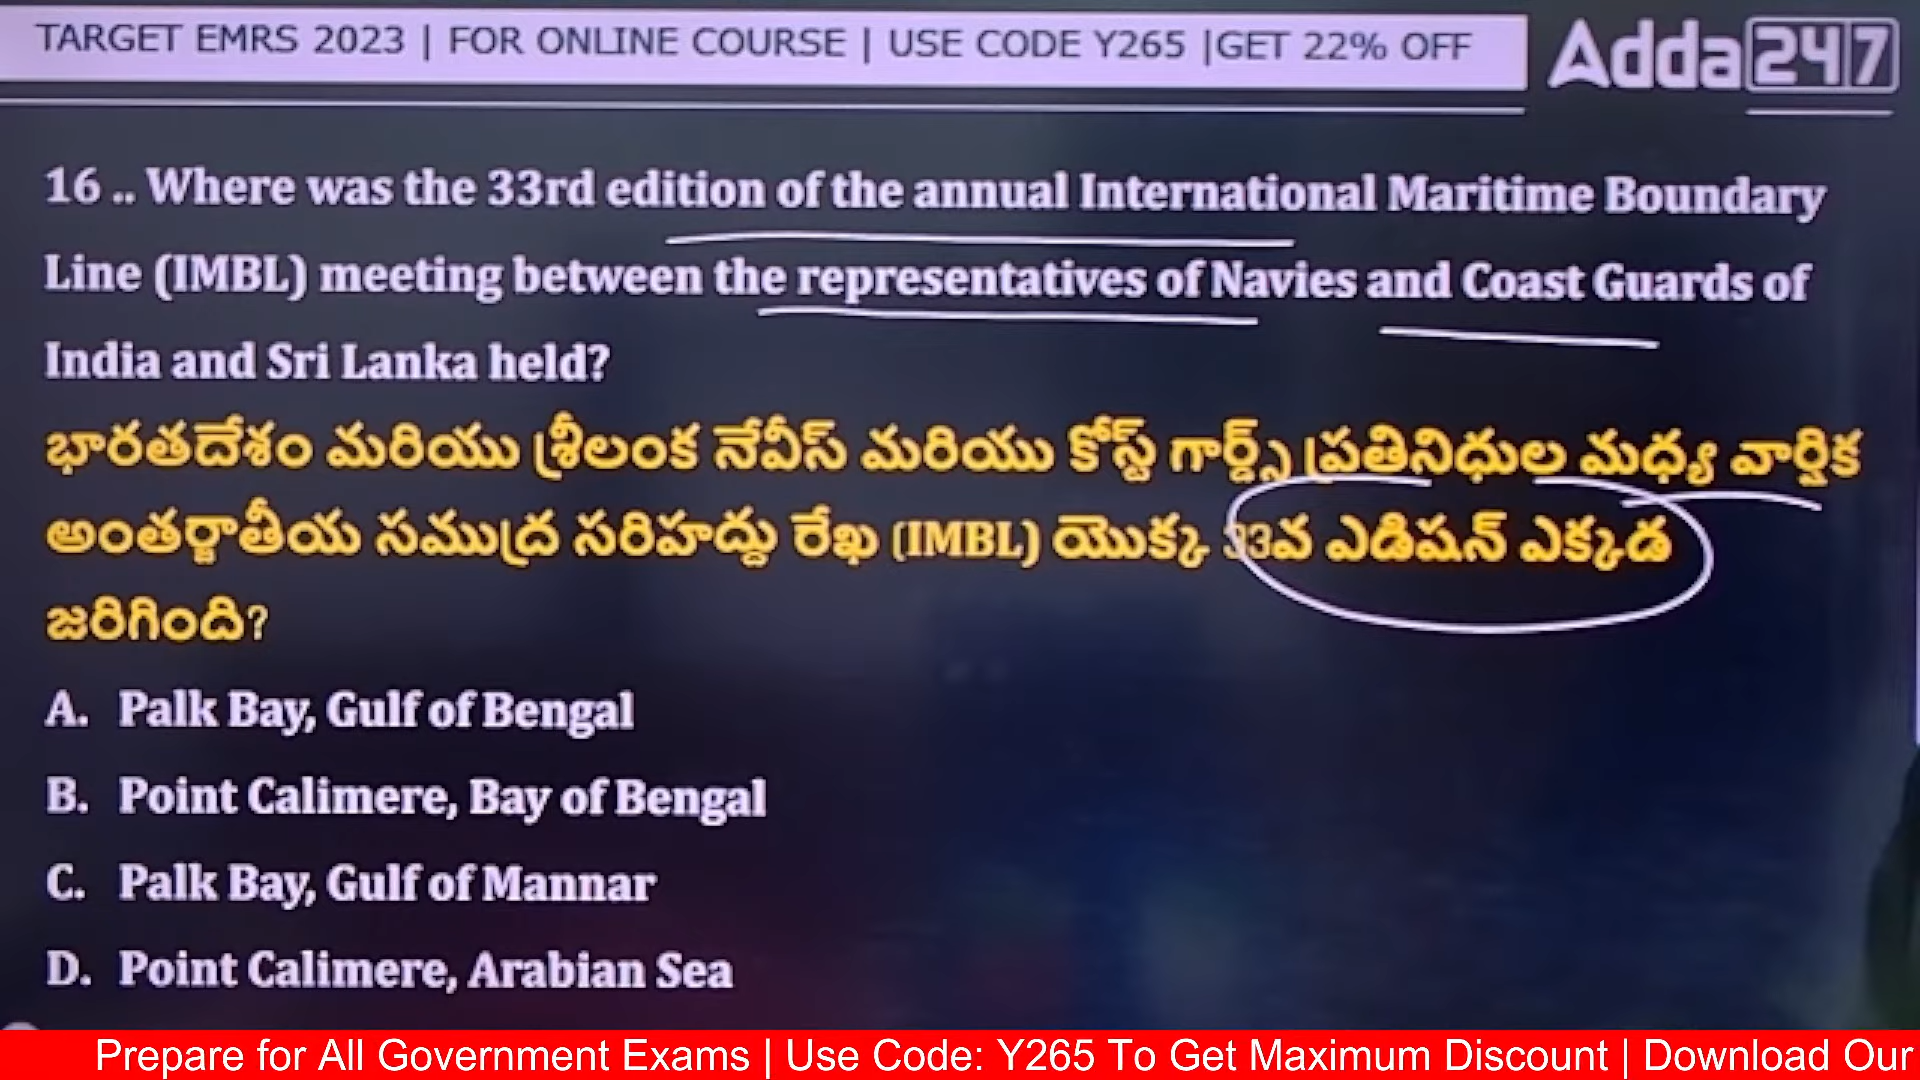 TARGET EMRS 2023 | FOR ONLINE COURSE | USE CODE Y265 |GET 22% OFF
Adda247
16 .. Where was the 33rd edition of the annual International Maritime Boundary
Line (IMBL) meeting between the representatives of Navies and Coast Guards of
India and Sri Lanka held?
భారతదేశం మరియు శ్రీలంక నేవీస్ మరియు కోస్ట్ గార్డ్స్ ప్రతినిధుల మధ్య వార్షిక
అంతర్జాతీయ సముద్ర సరిహద్దు రేఖ (IMBL) యొక్క 33వ ఎడిషన్ ఎక్కడ
జరిగింది?
A. Palk Bay, Gulf of Bengal
B. Point Calimere, Bay of Bengal
C. Palk Bay, Gulf of Mannar
D. Point Calimere, Arabian Sea
Prepare for All Government Exams | Use Code: Y265 To Get Maximum Discount | Download Our